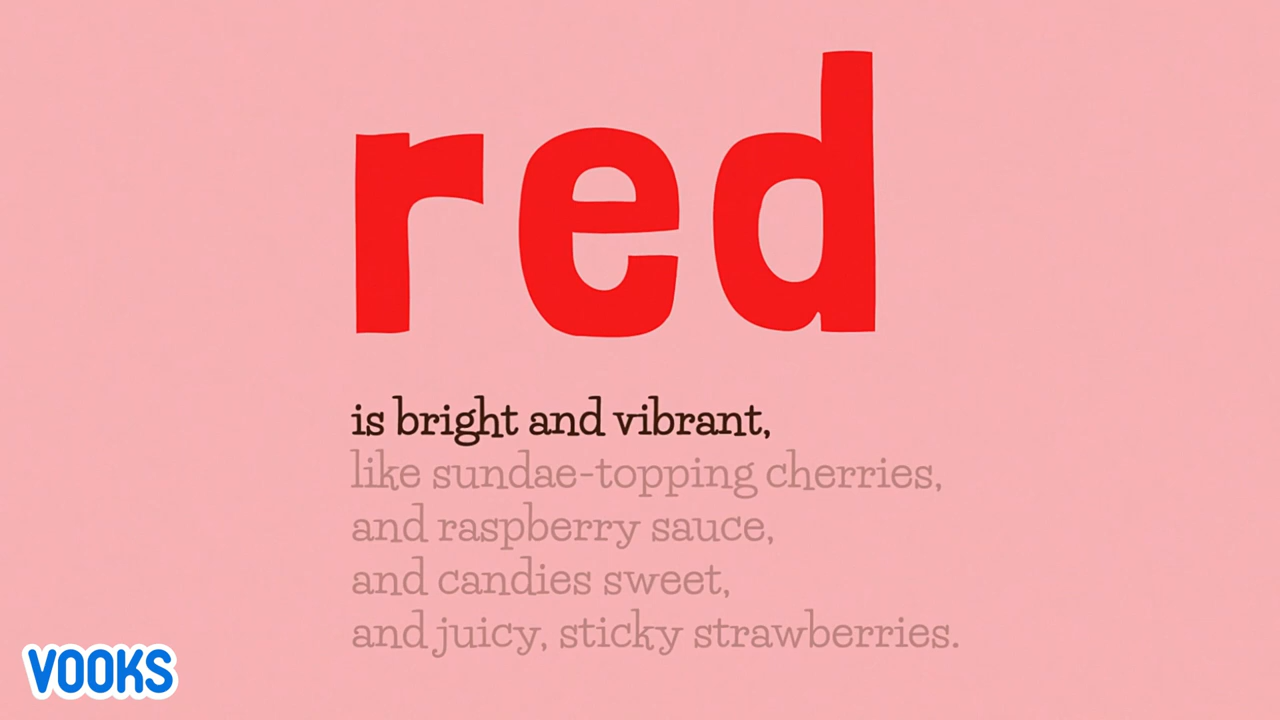 red
is bright and vibrant,
like sundae-topping cherries,
and raspberry sauce,
and candies sweet,
and juicy, sticky strawberries.
VOOKS